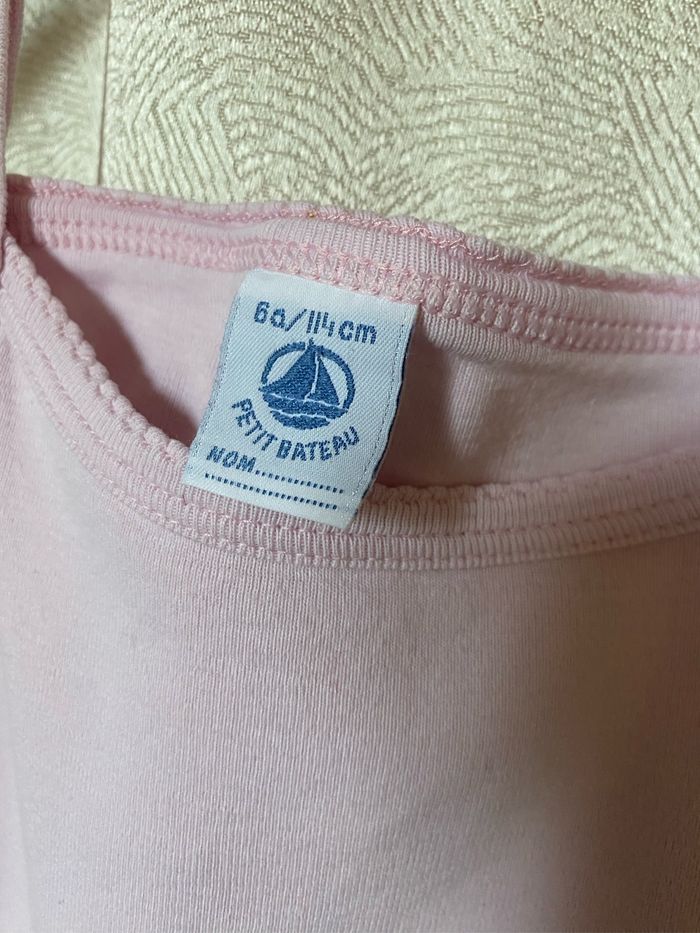 6a/114cm
PETIT BATEAU
NOM..............
..................